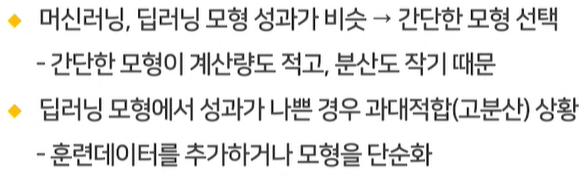 ◆ 머신러닝, 딥러닝 모형 성과가 비슷 → 간단한 모형 선택
- 간단한 모형이 계산량도 적고, 분산도 작기 때문
◆ 딥러닝 모형에서 성과가 나쁜 경우 과대적합(고분산) 상황
- 훈련데이터를 추가하거나 모형을 단순화